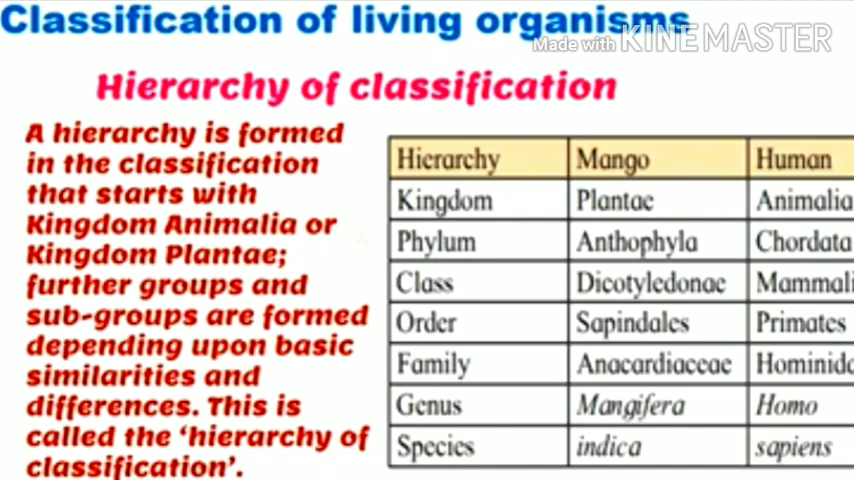 Classification of living organisms
Made with KINEMASTER
Hierarchy of classification
A hierarchy is formed
in the classification
that starts with
Kingdom Animalia or
Kingdom Plantae;
further groups and
sub-groups are formed
depending upon basic
similarities and
differences. This is
called the ‘hierarchy of
classification’.
Hierarchy Mango Human
Kingdom Plantae Animalia
Phylum Anthophyla Chordata
Class Dicotyledonae Mammali
Order Sapindales Primates
Family Anacardiaceae Hominida
Genus Mangifera Homo
Species indica sapiens